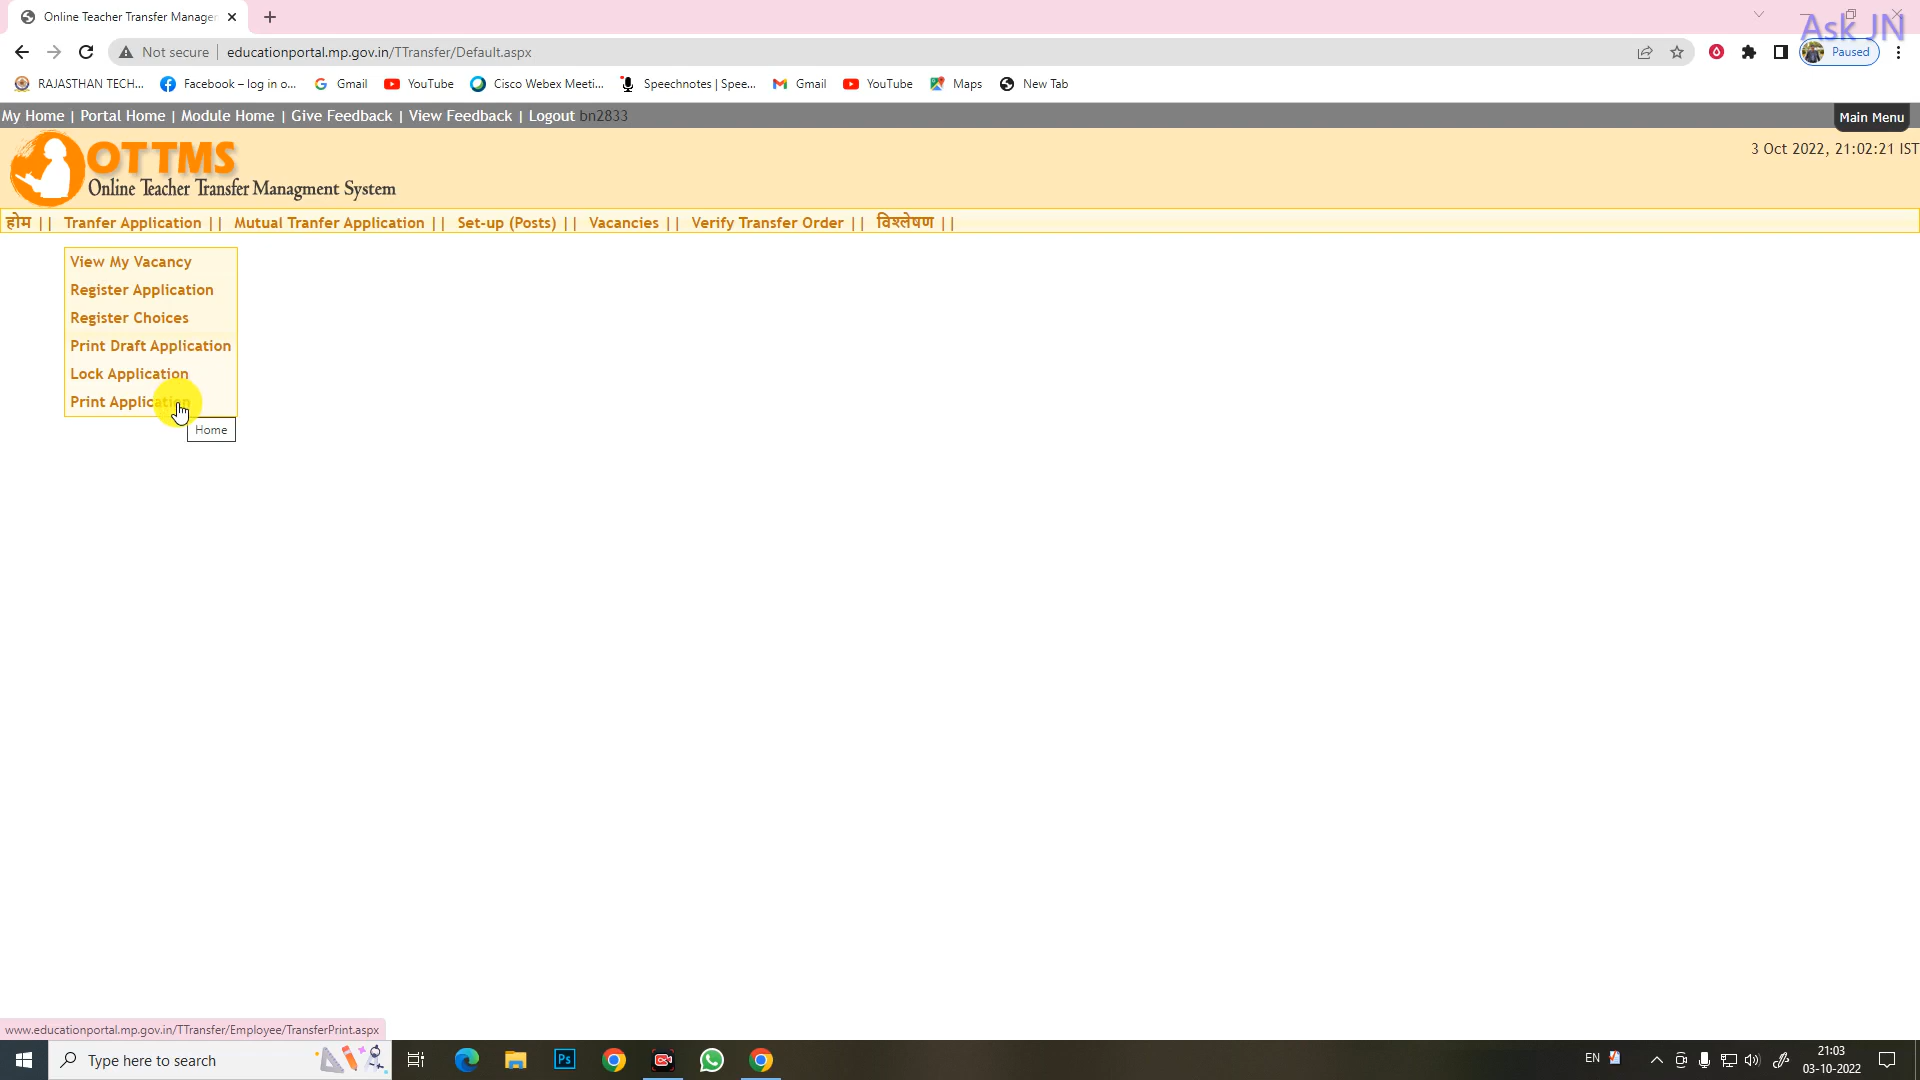 Online Teacher Transfer Manager
Ask JN
Not secure
educationportal.mp.gov.in/TTransfer/Default.aspx
Paused
RAJASTHAN TECH...
Facebook – log in o...
Gmail
YouTube
Cisco Webex Meeti...
Speechnotes | Spee...
Gmail
YouTube
Maps
New Tab
My Home | Portal Home | Module Home | Give Feedback | View Feedback | Logout bn2833
Main Menu
OTTMS
Online Teacher Transfer Managment System
3 Oct 2022, 21:02:21 IST
होम || Tranfer Application || Mutual Tranfer Application || Set-up (Posts) || Vacancies || Verify Transfer Order || विश्लेषण ||
View My Vacancy
Register Application
Register Choices
Print Draft Application
Lock Application
Print Application
Home
www.educationportal.mp.gov.in/TTransfer/Employee/TransferPrint.aspx
Type here to search
Ps
EN
21:03
03-10-2022